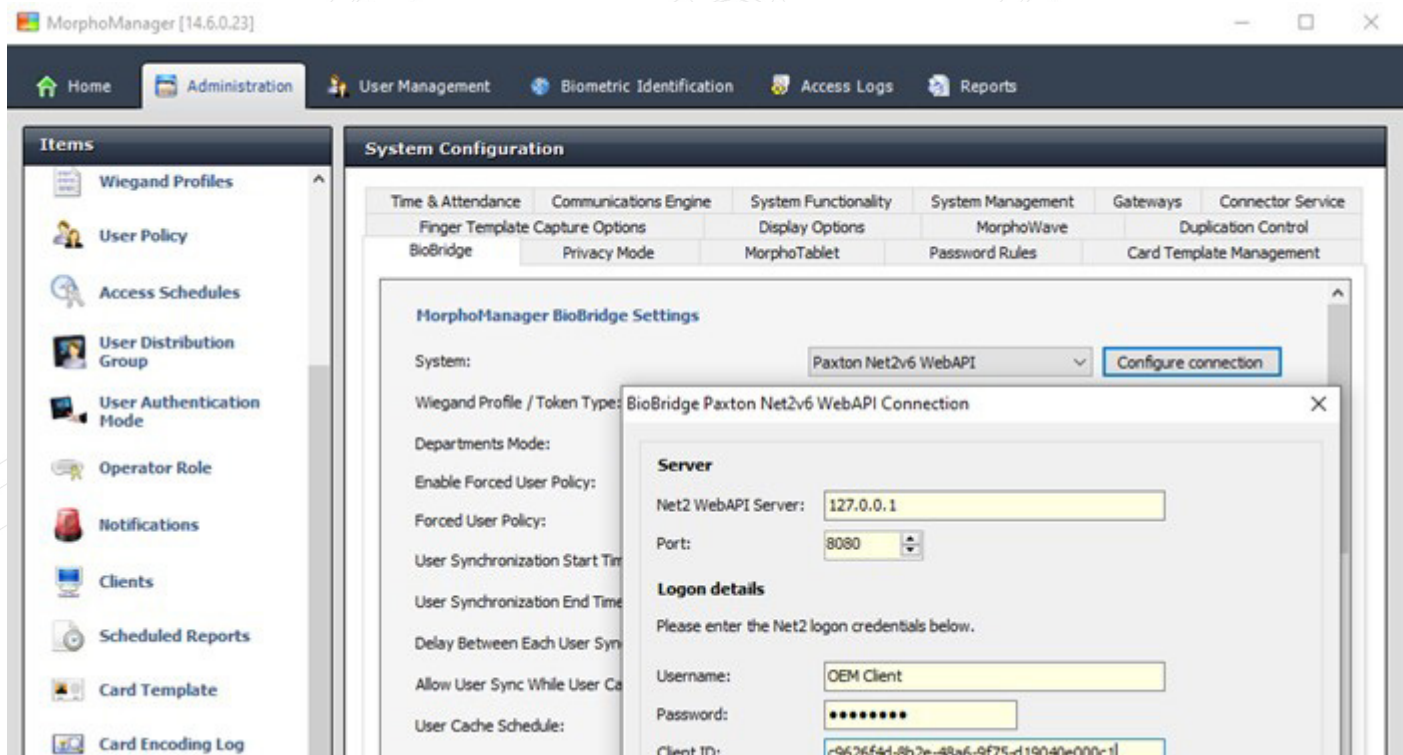 MorphoManager [14.6.0.23]
Home
Administration
User Management
Biometric Identification
Access Logs
Reports
Items
Wiegand Profiles
User Policy
Access Schedules
User Distribution
Group
User Authentication
Mode
Operator Role
Notifications
Clients
Scheduled Reports
Card Template
Card Encoding Log
System Configuration
Time & Attendance
Communications Engine
System Functionality
System Management
Gateways
Connector Service
Finger Template Capture Options
Display Options
MorphoWave
Duplication Control
BioBridge
Privacy Mode
MorphoTablet
Password Rules
Card Template Management
MorphoManager BioBridge Settings
System:
Paxton Net2v6 WebAPI
Configure connection
Wiegand Profile / Token Type:
Departments Mode:
Enable Forced User Policy:
Forced User Policy:
User Synchronization Start Tim
User Synchronization End Time
Delay Between Each User Syn
Allow User Sync While User Ca
User Cache Schedule:
BioBridge Paxton Net2v6 WebAPI Connection
Server
Net2 WebAPI Server: 127.0.0.1
Port: 8080
Logon details
Please enter the Net2 logon credentials below.
Username: OEM Client
Password: ••••••••
Client ID: c9626f4d-8b2e-48a6-9f75-d19040e000c1